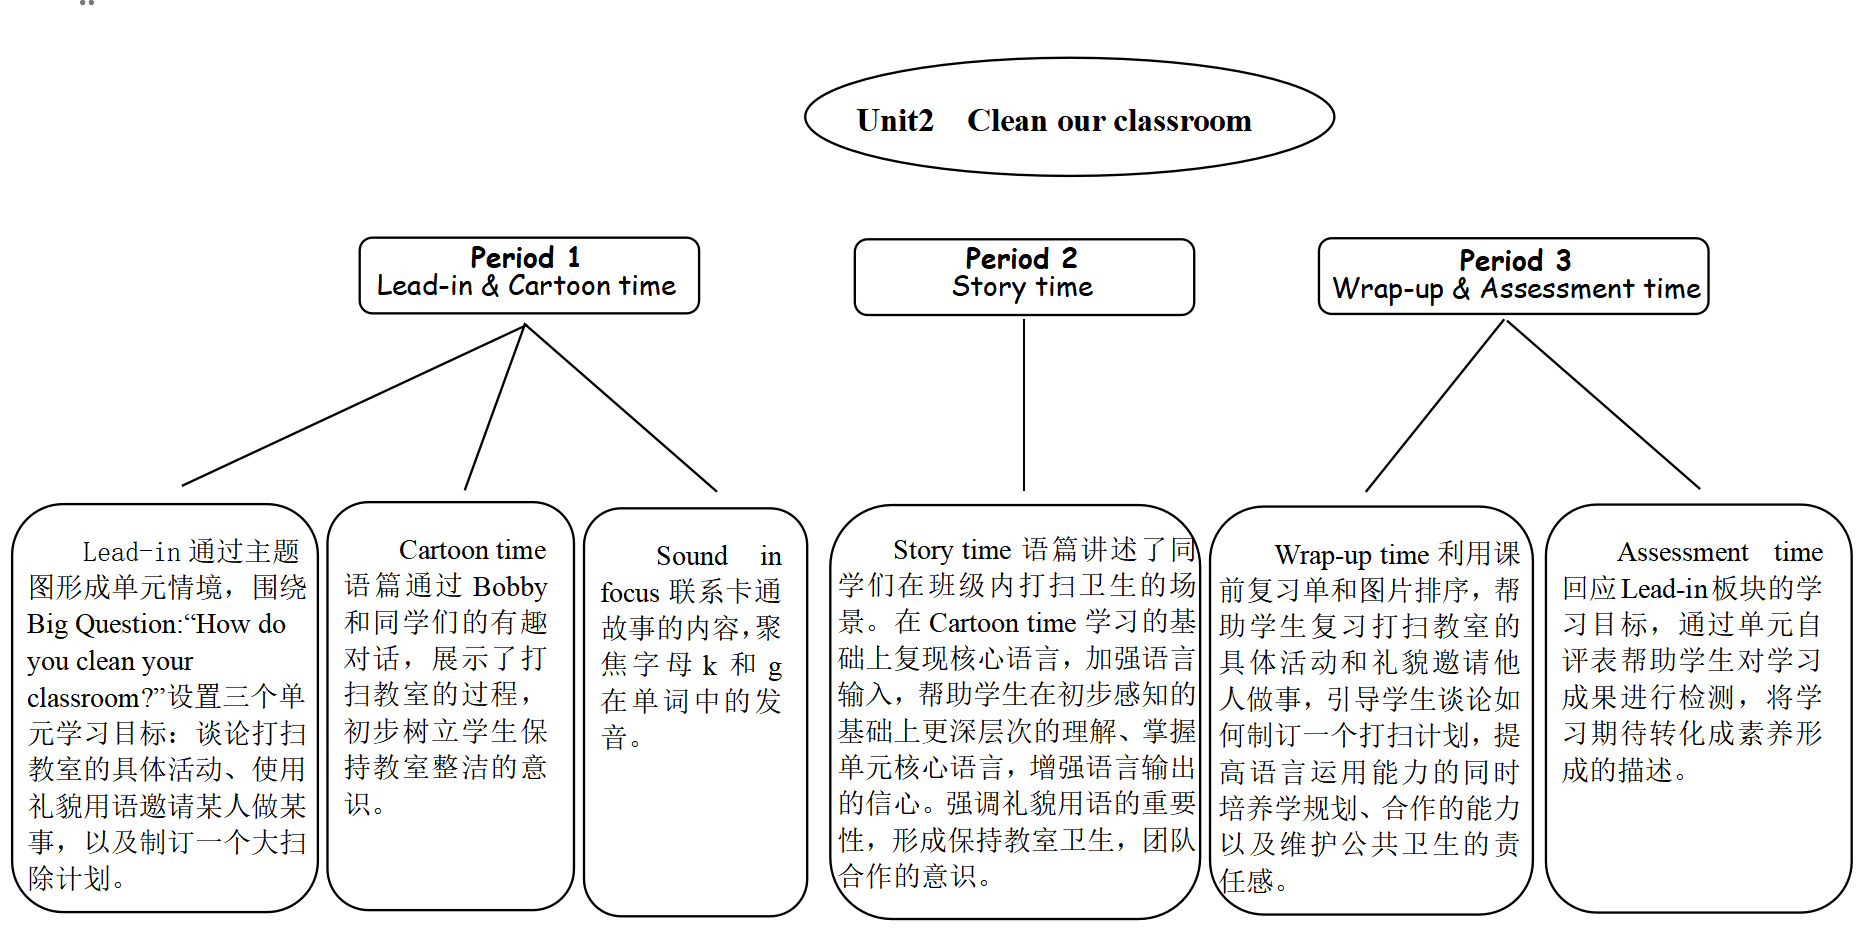 Unit2 Clean our classroom
Period 1
Lead-in & Cartoon time
Period 2
Story time
Period 3
Wrap-up & Assessment time
Lead-in 通过主题
图形成单元情境，围绕
Big Question:“How do
you clean your
classroom?”设置三个单
元学习目标：谈论打扫
教室的具体活动、使用
礼貌用语邀请某人做某
事，以及制订一个大扫
除计划。
Cartoon time
语篇通过 Bobby
和同学们的有趣
对话，展示了打
扫教室的过程，
初步树立学生保
持教室整洁的意
识。
Sound in
focus 联系卡通
故事的内容，聚
焦字母 k 和 g
在单词中的发
音。
Story time 语篇讲述了同
学们在班级内打扫卫生的场
景。在 Cartoon time 学习的基
础上复现核心语言，加强语言
输入，帮助学生在初步感知的
基础上更深层次的理解、掌握
单元核心语言，增强语言输出
的信心。强调礼貌用语的重要
性，形成保持教室卫生，团队
合作的意识。
Wrap-up time 利用课
前复习单和图片排序，帮
助学生复习打扫教室的
具体活动和礼貌邀请他
人做事，引导学生谈论如
何制订一个打扫计划，提
高语言运用能力的同时
培养学规划、合作的能力
以及维护公共卫生的责
任感。
Assessment time
回应 Lead-in 板块的学
习目标，通过单元自
评表帮助学生对学习
成果进行检测，将学
习期待转化成素养形
成的描述。